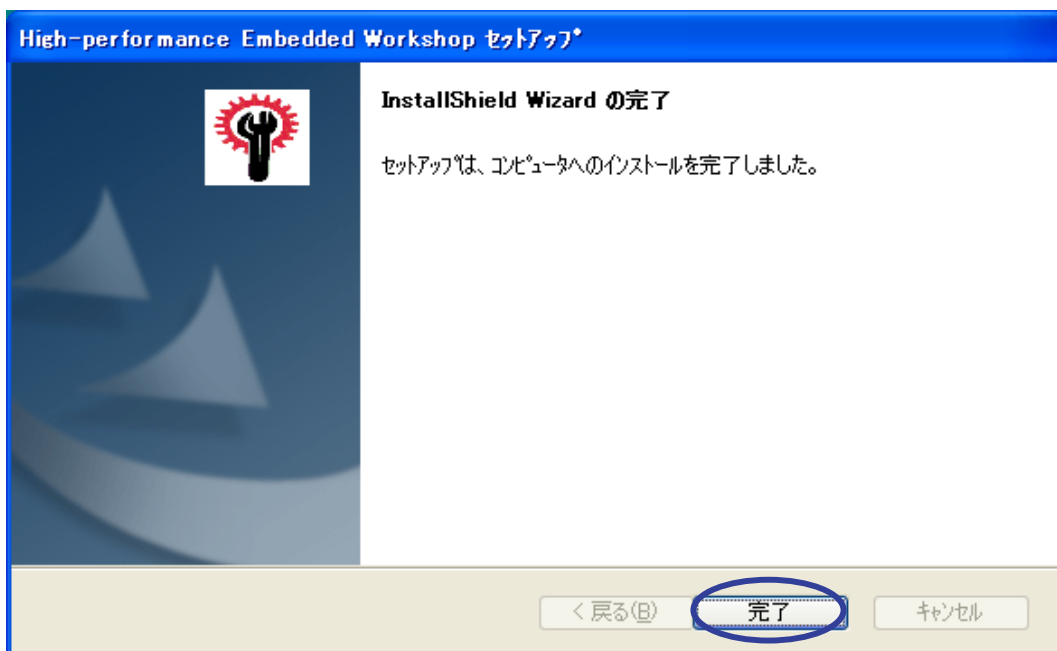 High-performance Embedded Workshop セットアップ
InstallShield Wizard の完了
セットアップは、コンピュータへのインストールを完了しました。
< 戻る(B)
完了
キャンセル